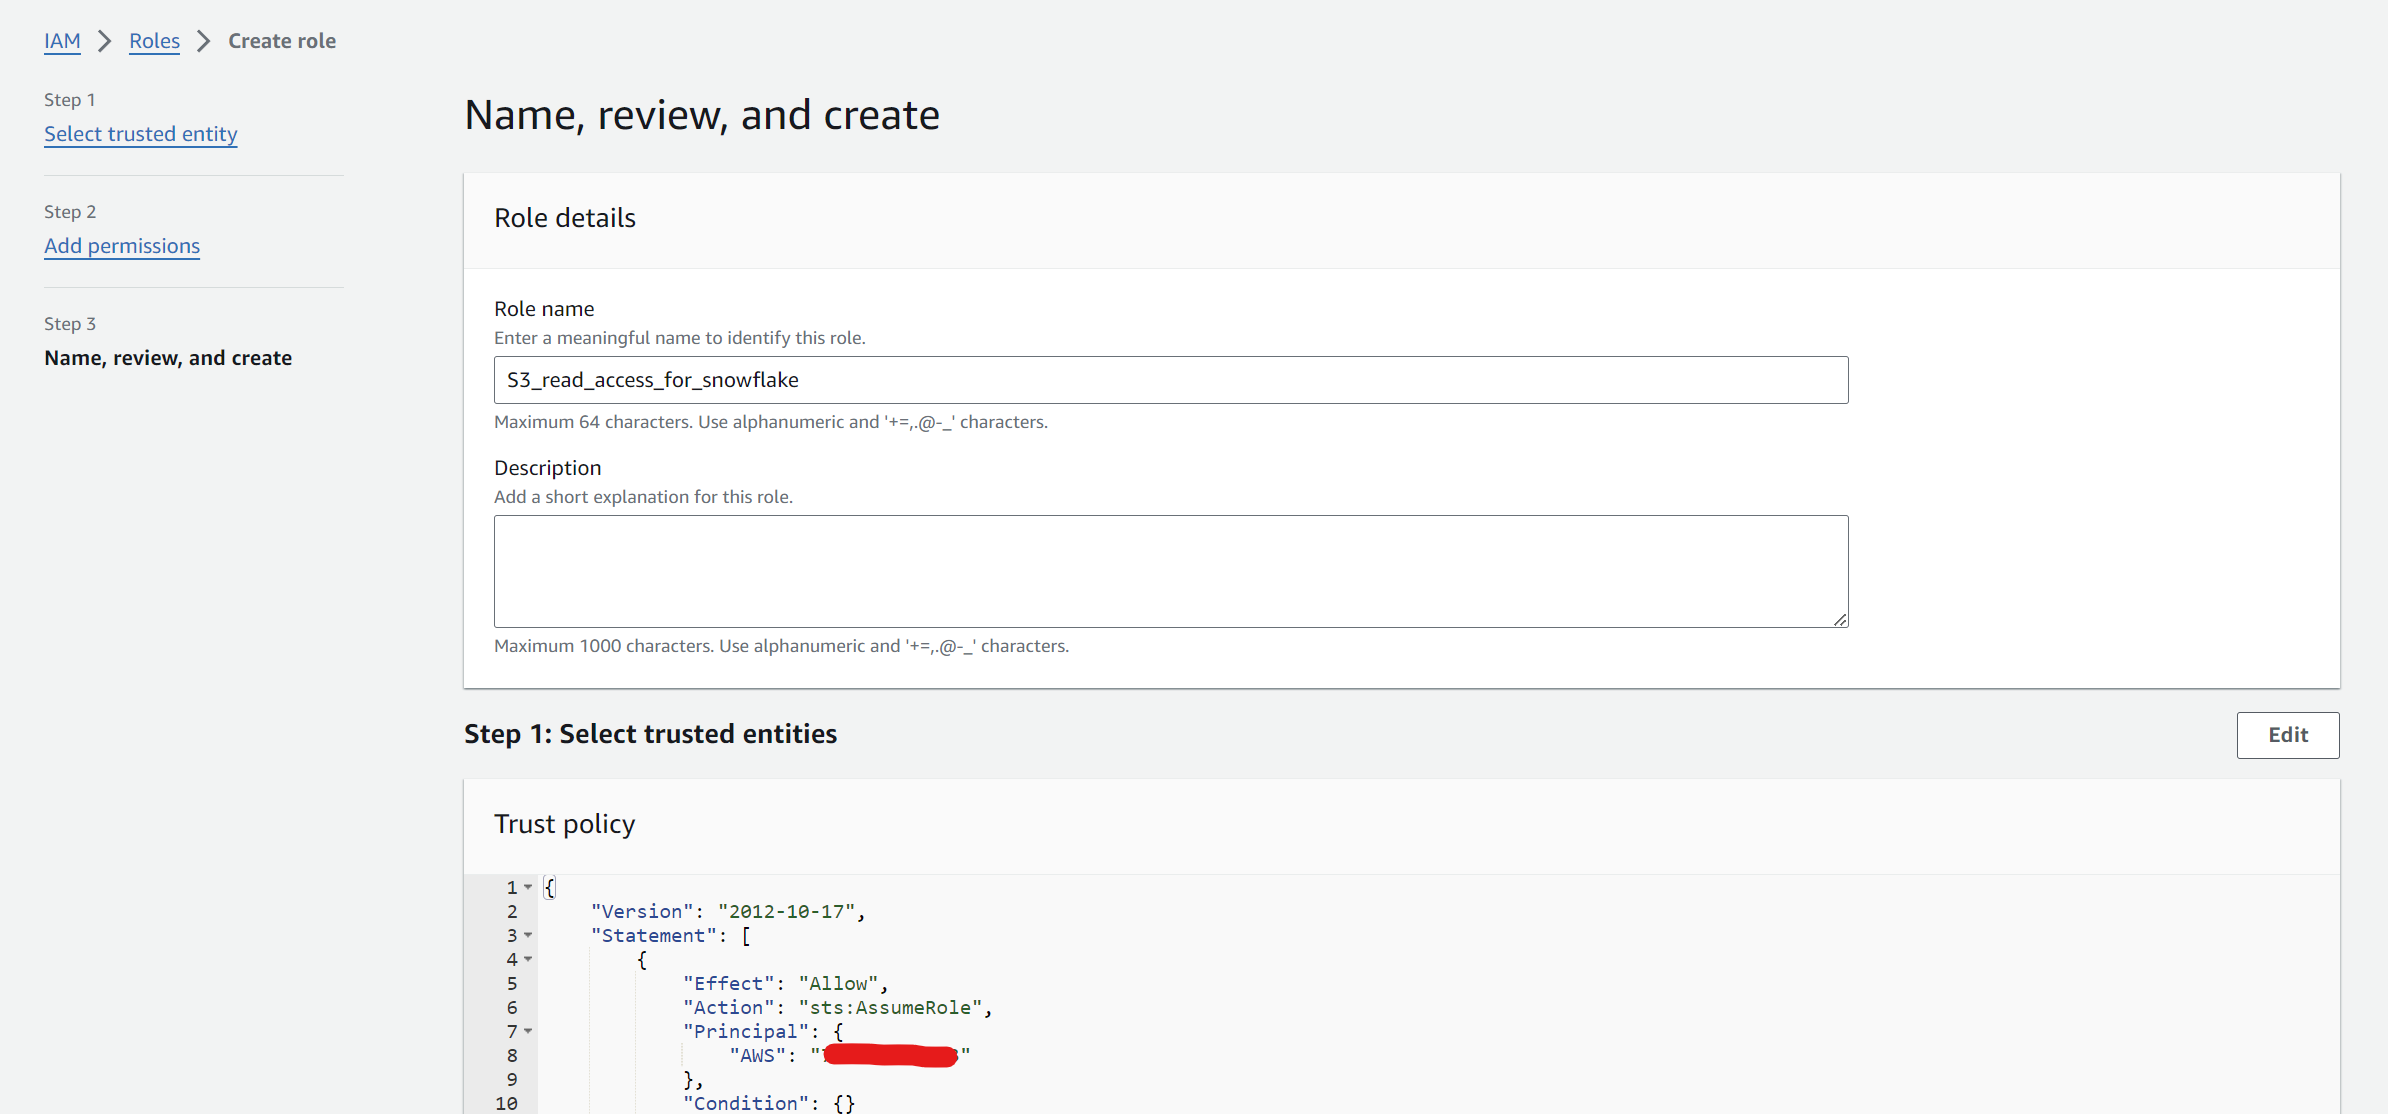 IAM > Roles > Create role
Step 1
Select trusted entity
Step 2
Add permissions
Step 3
Name, review, and create
Name, review, and create
Role details
Role name
Enter a meaningful name to identify this role.
S3_read_access_for_snowflake
Maximum 64 characters. Use alphanumeric and '+=,.@-_' characters.
Description
Add a short explanation for this role.
Maximum 1000 characters. Use alphanumeric and '+=,.@-_' characters.
Step 1: Select trusted entities
Edit
Trust policy
1 {
2 "Version": "2012-10-17",
3 "Statement": [
4 {
5 "Effect": "Allow",
6 "Action": "sts:AssumeRole",
7 "Principal": {
8 "AWS": " "
9 },
10 "Condition": {}